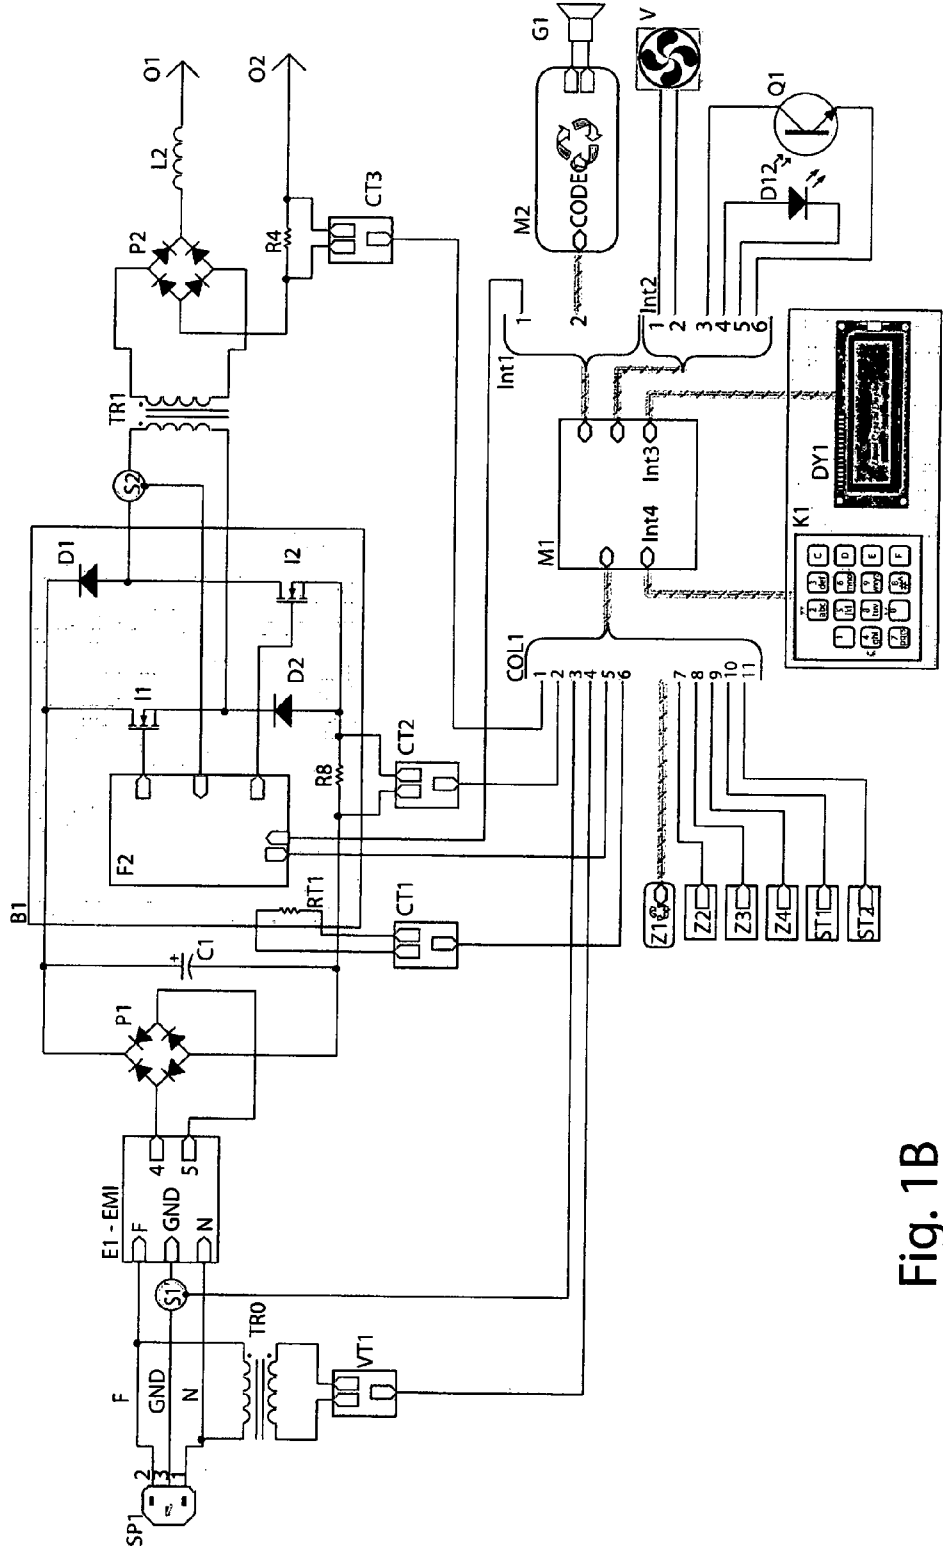 SP1
2
3
1
F
GND
N
TR0
VT1
S1
E1 - EMI
F
GND
N
4
5
P1
C1
B1
RT1
CT1
F2
R8
CT2
I1
D2
D1
I2
S2
TR1
P2
L2
O1
O2
R4
CT3
G1
M2
CODEC
V
Q1
D12
Int1
1
2
Int2
1
2
3
4
5
6
M1
Int3
Int4
COL1
1
2
3
4
5
6
7
8
9
10
11
Z1
Z2
Z3
Z4
ST1
ST2
K1
DY1
C
D
E
F
Fig. 1B